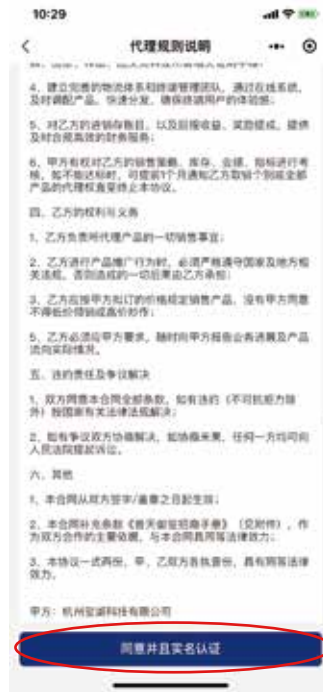 10:29
代理规则说明
4、建立完善的物流体系和终端管理团队，通过在线系统，
及时调配产品，快速分发，确保终端用户的体验感；
5、对乙方的进销存账目，以及后接收益、奖励提成，提供
及时合规高效的财务服务；
6、甲方有权对乙方的销售策略、库存、业绩、指标进行考
核，如不能达标时，可提前1个月通知乙方取销个别或全部
产品的代理权直至终止本协议。
四、乙方的权利与义务
1、乙方负责所代理产品的一切销售事宜；
2、乙方进行产品推广行为时，必须严格遵守国家及地方相
关法规，否则造成的一切后果由乙方承担；
3、乙方应按甲方拟订的价格规定销售产品，没有甲方同意
不得低价倾销或高价炒作；
5、乙方必须应甲方要求，随时向甲方报告业务进展及产品
流向实际情况。
五、违约责任及争议解决
1、双方同意本合同全部条款，如有违约（不可抗拒力除
外）按国家有关法律法规解决；
2、如有争议双方协商解决，如协商未果，任何一方均可向
人民法院提起诉讼。
六、其他
1、本合同从双方签字/盖章之日起生效；
2、本合同补充条款《首天御玺招商手册》（见附件），作
为双方合作的主要依据，与本合同具同等法律效力；
3、本协议一式两份，甲、乙双方各执壹份，具有同等法律
效力。
甲方：杭州玺湖科技有限公司
同意并且实名认证